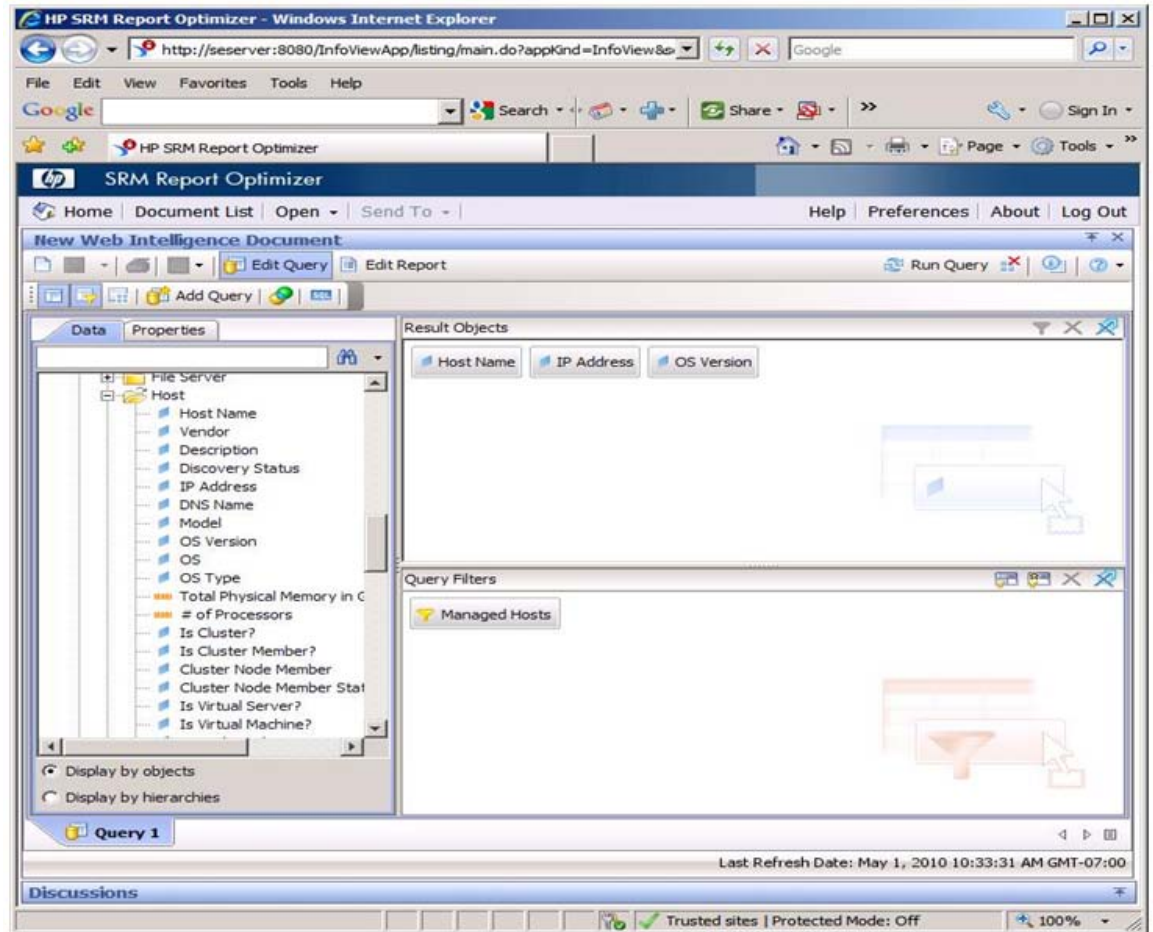 HP SRM Report Optimizer - Windows Internet Explorer
http://seserver:8080/InfoViewApp/listing/main.do?appKind=InfoView&s
Google
File Edit View Favorites Tools Help
Google Search Share >> Sign In
HP SRM Report Optimizer Page Tools >>
hp SRM Report Optimizer
Home Document List Open Send To Help Preferences About Log Out
New Web Intelligence Document
Edit Query Edit Report Run Query
Add Query SQL
Data Properties
Result Objects
Host Name IP Address OS Version
File Server
Host
Host Name
Vendor
Description
Discovery Status
IP Address
DNS Name
Model
OS Version
OS
OS Type
Total Physical Memory in G
# of Processors
Is Cluster?
Is Cluster Member?
Cluster Node Member
Cluster Node Member Stat
Is Virtual Server?
Is Virtual Machine?
Display by objects
Display by hierarchies
Query Filters
Managed Hosts
Query 1
Last Refresh Date: May 1, 2010 10:33:31 AM GMT-07:00
Discussions
Trusted sites | Protected Mode: Off 100%